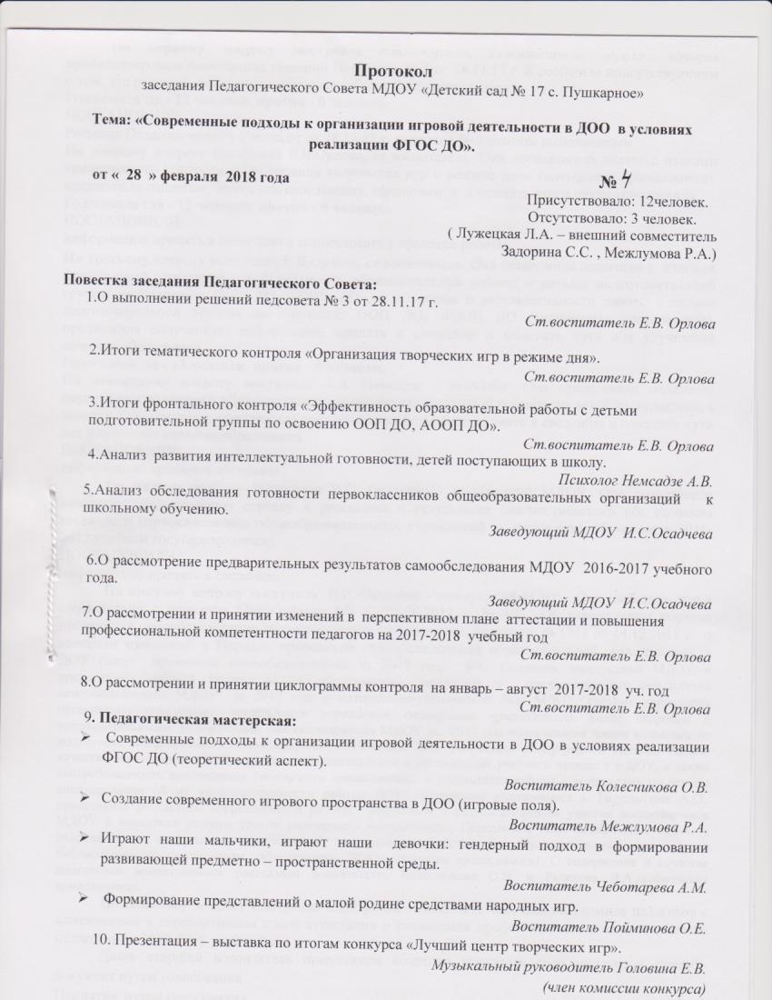 Протокол
заседания Педагогического Совета МДОУ «Детский сад № 17 с. Пушкарное»
Тема: «Современные подходы к организации игровой деятельности в ДОО в условиях
реализации ФГОС ДО».
от « 28 » февраля 2018 года
№ 4
Присутствовало: 12человек.
Отсутствовало: 3 человек.
( Лужецкая Л.А. – внешний совместитель
Задорина С.С. , Межлумова Р.А.)
Повестка заседания Педагогического Совета:
1.О выполнении решений педсовета № 3 от 28.11.17 г.
Ст.воспитатель Е.В. Орлова
2.Итоги тематического контроля «Организация творческих игр в режиме дня».
Ст.воспитатель Е.В. Орлова
3.Итоги фронтального контроля «Эффективность образовательной работы с детьми
подготовительной группы по освоению ООП ДО, АООП ДО».
Ст.воспитатель Е.В. Орлова
4.Анализ развития интеллектуальной готовности, детей поступающих в школу.
Психолог Немсадзе А.В.
5.Анализ обследования готовности первоклассников общеобразовательных организаций к
школьному обучению.
Заведующий МДОУ И.С.Осадчева
6.О рассмотрение предварительных результатов самообследования МДОУ 2016-2017 учебного
года.
Заведующий МДОУ И.С.Осадчева
7.О рассмотрении и принятии изменений в перспективном плане аттестации и повышения
профессиональной компетентности педагогов на 2017-2018 учебный год
Ст.воспитатель Е.В. Орлова
8.О рассмотрении и принятии циклограммы контроля на январь – август 2017-2018 уч. год
Ст.воспитатель Е.В. Орлова
9. Педагогическая мастерская:
➢ Современные подходы к организации игровой деятельности в ДОО в условиях реализации
ФГОС ДО (теоретический аспект).
Воспитатель Колесникова О.В.
➢ Создание современного игрового пространства в ДОО (игровые поля).
Воспитатель Межлумова Р.А.
➢ Играют наши мальчики, играют наши девочки: гендерный подход в формировании
развивающей предметно – пространственной среды.
Воспитатель Чеботарева А.М.
➢ Формирование представлений о малой родине средствами народных игр.
Воспитатель Пойминова О.Е.
10. Презентация – выставка по итогам конкурса «Лучший центр творческих игр».
Музыкальный руководитель Головина Е.В.
(член комиссии конкурса)